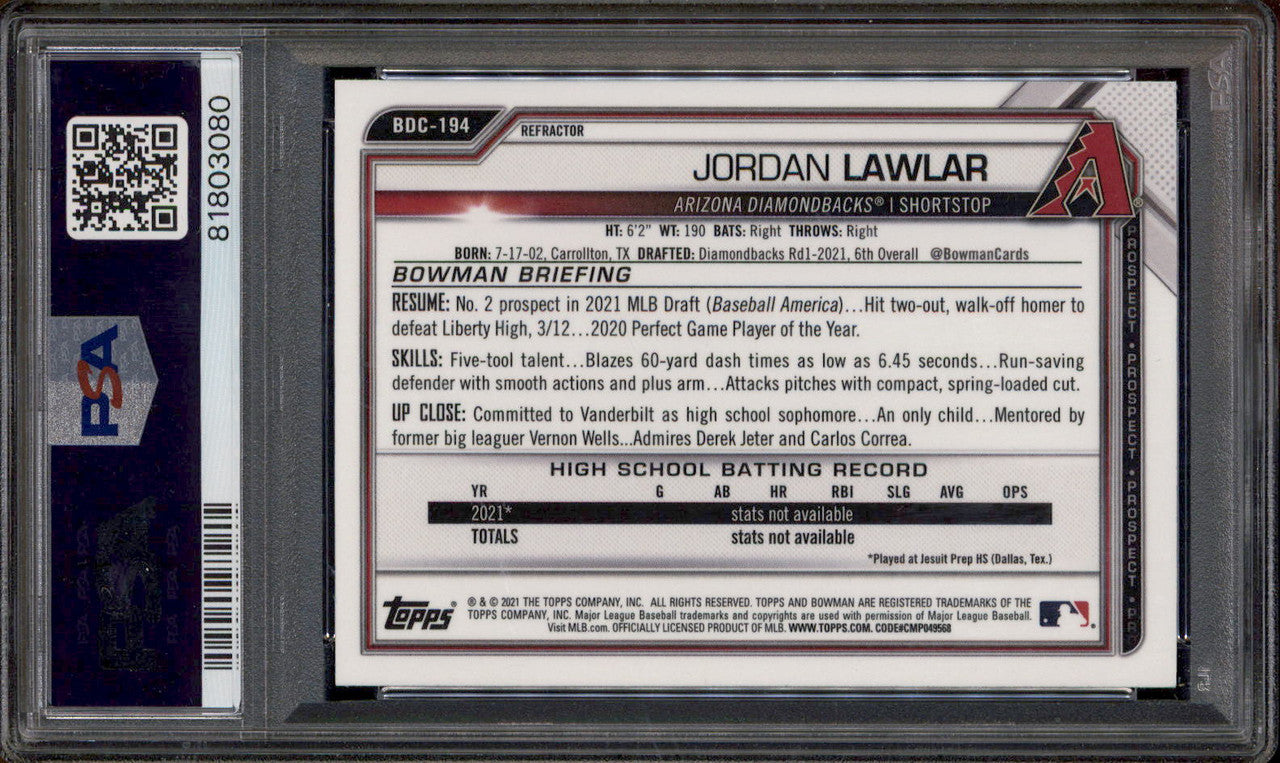 81803080
PSA
BDC-194
REFRACTOR
JORDAN LAWLAR
ARIZONA DIAMONDBACKS® | SHORTSTOP
HT: 6'2" WT: 190 BATS: Right THROWS: Right
BORN: 7-17-02, Carrollton, TX DRAFTED: Diamondbacks Rd1-2021, 6th Overall @BowmanCards
BOWMAN BRIEFING
RESUME: No. 2 prospect in 2021 MLB Draft (Baseball America)...Hit two-out, walk-off homer to
defeat Liberty High, 3/12...2020 Perfect Game Player of the Year.
SKILLS: Five-tool talent...Blazes 60-yard dash times as low as 6.45 seconds...Run-saving
defender with smooth actions and plus arm...Attacks pitches with compact, spring-loaded cut.
UP CLOSE: Committed to Vanderbilt as high school sophomore...An only child...Mentored by
former big leaguer Vernon Wells...Admires Derek Jeter and Carlos Correa.
HIGH SCHOOL BATTING RECORD
YR G AB HR RBI SLG AVG OPS
2021* stats not available
TOTALS stats not available
*Played at Jesuit Prep HS (Dallas, Tex.)
topps
® & © 2021 THE TOPPS COMPANY, INC. ALL RIGHTS RESERVED. TOPPS AND BOWMAN ARE REGISTERED TRADEMARKS OF THE
TOPPS COMPANY, INC. Major League Baseball trademarks and copyrights are used with permission of Major League Baseball.
Visit MLB.com. OFFICIALLY LICENSED PRODUCT OF MLB. WWW.TOPPS.COM. CODE#CMP049568
PROSPECT • PROSPECT • PROSPECT • PR
PSA